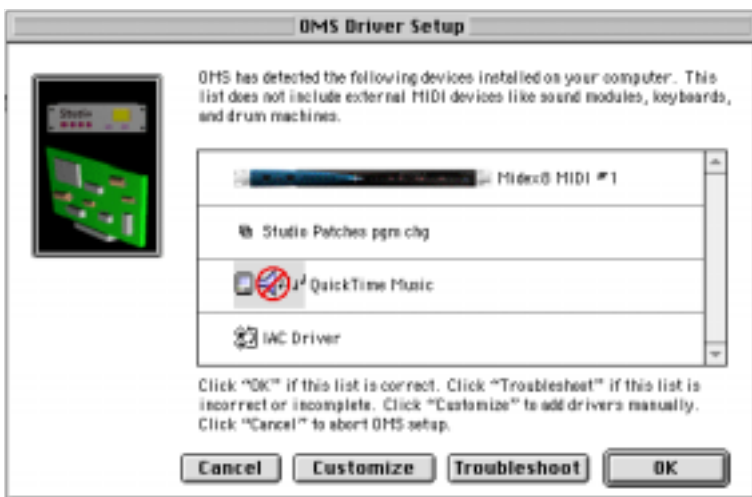 OMS Driver Setup
OMS has detected the following devices installed on your computer. This
list does not include external MIDI devices like sound modules, keyboards,
and drum machines.
Studio
Midex8 MIDI #1
Studio Patches pgm chg
QuickTime Music
IAC Driver
Click "OK" if this list is correct. Click "Troubleshoot" if this list is
incorrect or incomplete. Click "Customize" to add drivers manually.
Click "Cancel" to abort OMS setup.
Cancel
Customize
Troubleshoot
OK